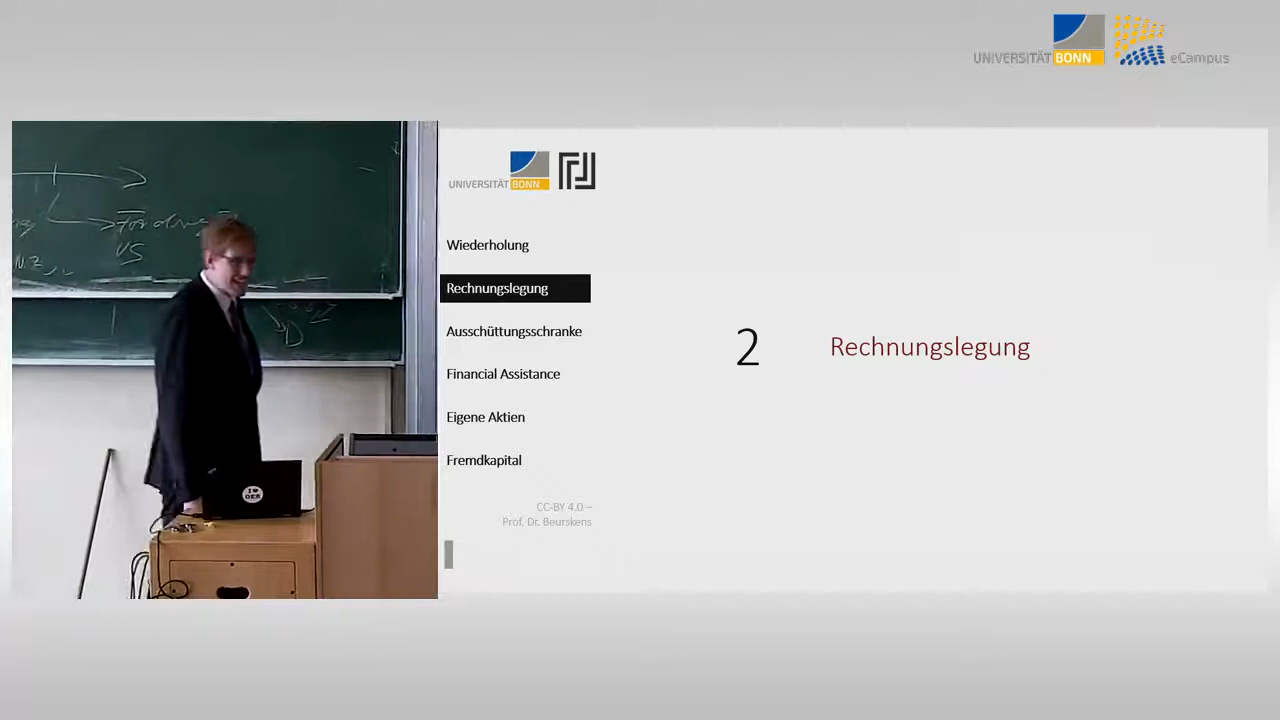 UNIVERSITÄT BONN eCampus
UNIVERSITÄT BONN
Wiederholung
Rechnungslegung
Ausschüttungsschranke
Financial Assistance
Eigene Aktien
Fremdkapital
2 Rechnungslegung
CC-BY 4.0 –
Prof. Dr. Beurskens
VS
D
I ♥
OER